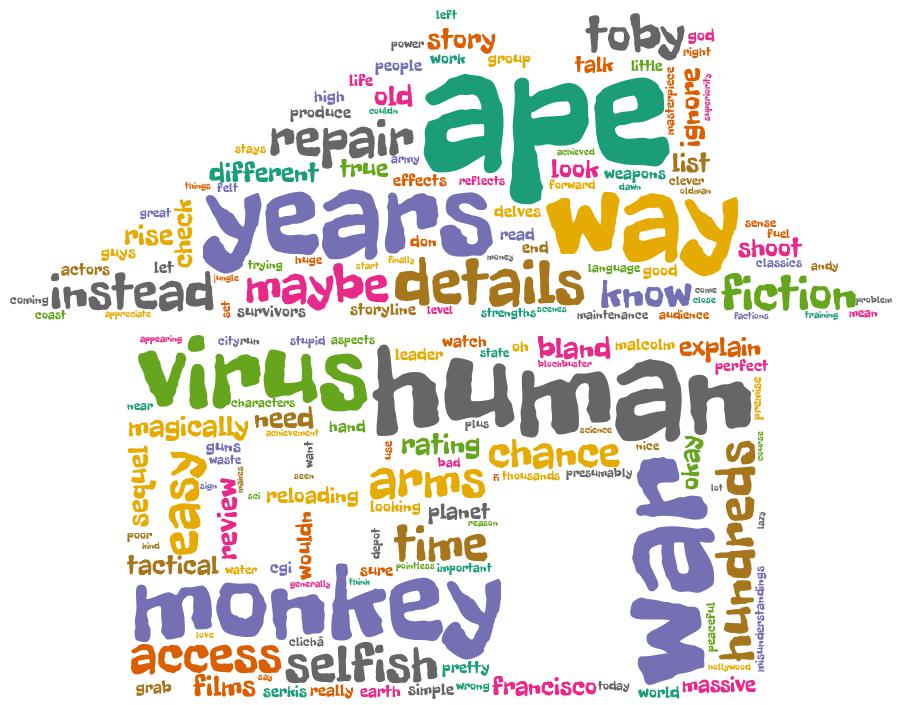 left
power story toby god
people work group talk little right
life
high old ape masterpiece ignore superiority
produce couldn
repair
stays army achieved list
different true effects reflects look weapons clever
forward dawn oldman
things felt
great years delves way sense
rise check read fuel
guys don end shoot
actors let trying huge start finally money language good classics andy
coming instead jungle maybe details know come close fiction problem
coast appreciate set survivors storyline level strengths scenes maintenance audience factions training mean
appearing cityrun stupid aspects leader watch state oh bland malcolm explain
blockbuster perfect
virus human premise
near characters
magically need hand plus science
achievement
guns want use rating bad chance nice okay course
waste
sequel easy sign makes seen arms fi thousands presumably war hundreds lot
review sci reloading looking planet lazy
reason
poor kind wouldn depot time
tactical water cgi sure pointless important
generally think
monkey peaceful misunderstandings
love clichã
access selfish pretty hollywood
say
grab films serkis really earth simple wrong francisco today world massive